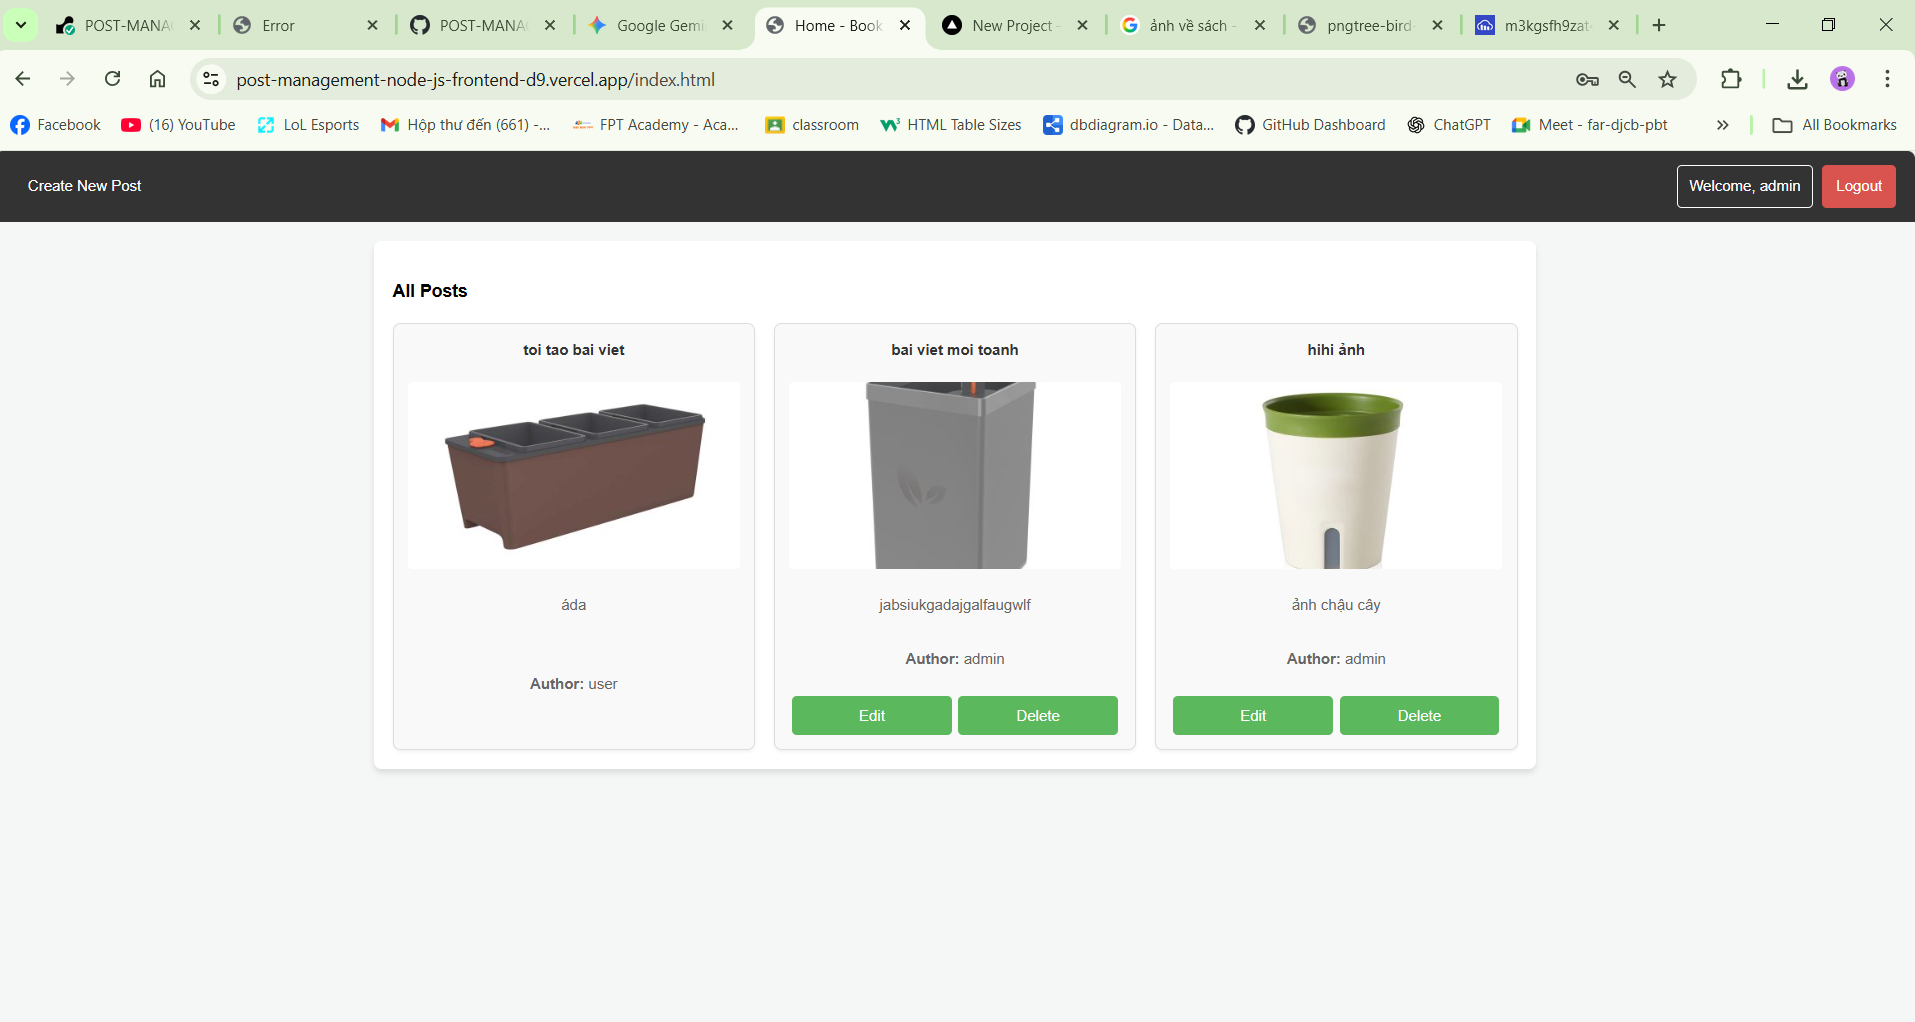 POST-MANA
Error
POST-MANA
Google Gemi
Home - Book
New Project -
ảnh về sách -
pngtree-bird-
m3kgsfh9zat
post-management-node-js-frontend-d9.vercel.app/index.html
Facebook
(16) YouTube
LoL Esports
Hộp thư đến (661) -...
FPT Academy - Aca...
classroom
HTML Table Sizes
dbdiagram.io - Data...
GitHub Dashboard
ChatGPT
Meet - far-djcb-pbt
All Bookmarks
Create New Post
Welcome, admin
Logout
All Posts
toi tao bai viet
áda
Author: user
bai viet moi toanh
jabsiukgadajgalfaugwlf
Author: admin
Edit
Delete
hihi ảnh
ảnh chậu cây
Author: admin
Edit
Delete